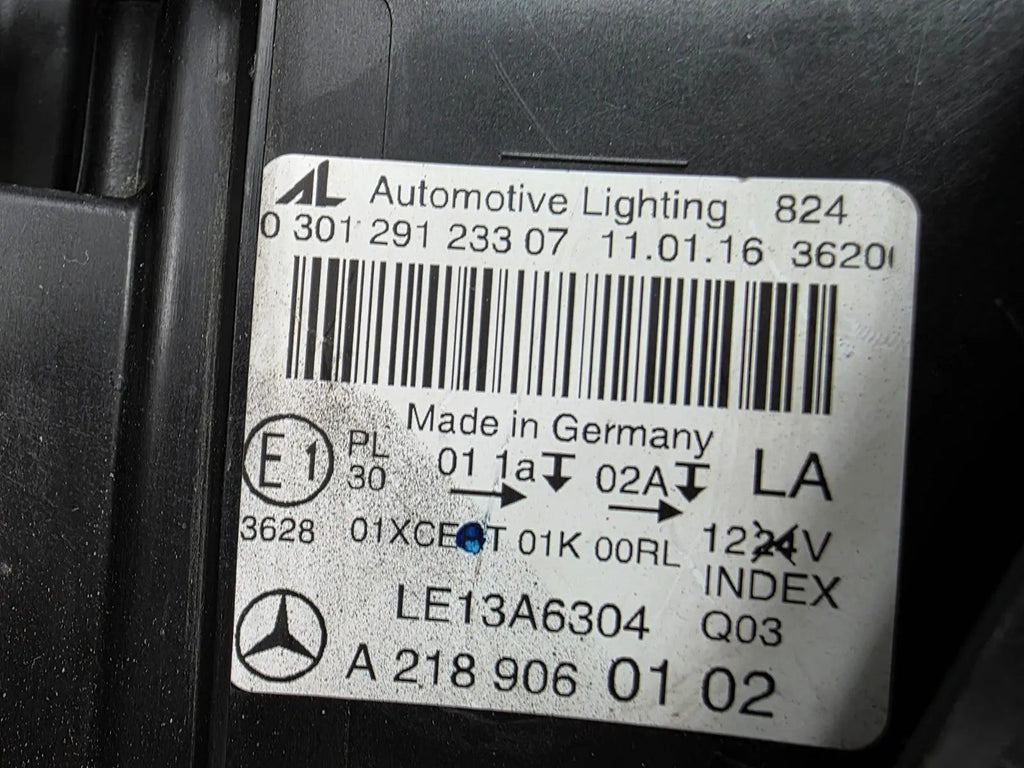 AL Automotive Lighting 824
0 301 291 233 07 11.01.16 3620
Made in Germany
E1 PL 30 01 1a 02A LA
3628 01XCE T 01K 00RL 1224V
LE13A6304 INDEX Q03
A 218 906 01 02